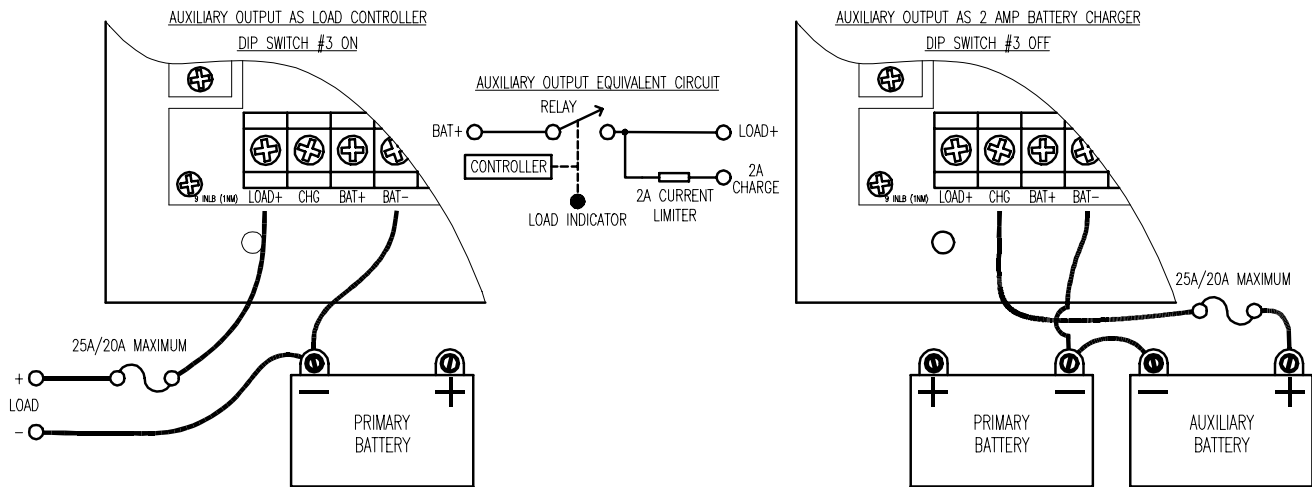 AUXILIARY OUTPUT AS LOAD CONTROLLER
DIP SWITCH #3 ON
9 INLB (1NM)
LOAD+ CHG BAT+ BAT-
25A/20A MAXIMUM
+
LOAD
-
- +
PRIMARY
BATTERY
AUXILIARY OUTPUT EQUIVALENT CIRCUIT
RELAY
BAT+
LOAD+
CONTROLLER
2A
CHARGE
2A CURRENT
LIMITER
LOAD INDICATOR
AUXILIARY OUTPUT AS 2 AMP BATTERY CHARGER
DIP SWITCH #3 OFF
9 INLB (1NM)
LOAD+ CHG BAT+ BAT-
25A/20A MAXIMUM
+ -
PRIMARY
BATTERY
- +
AUXILIARY
BATTERY